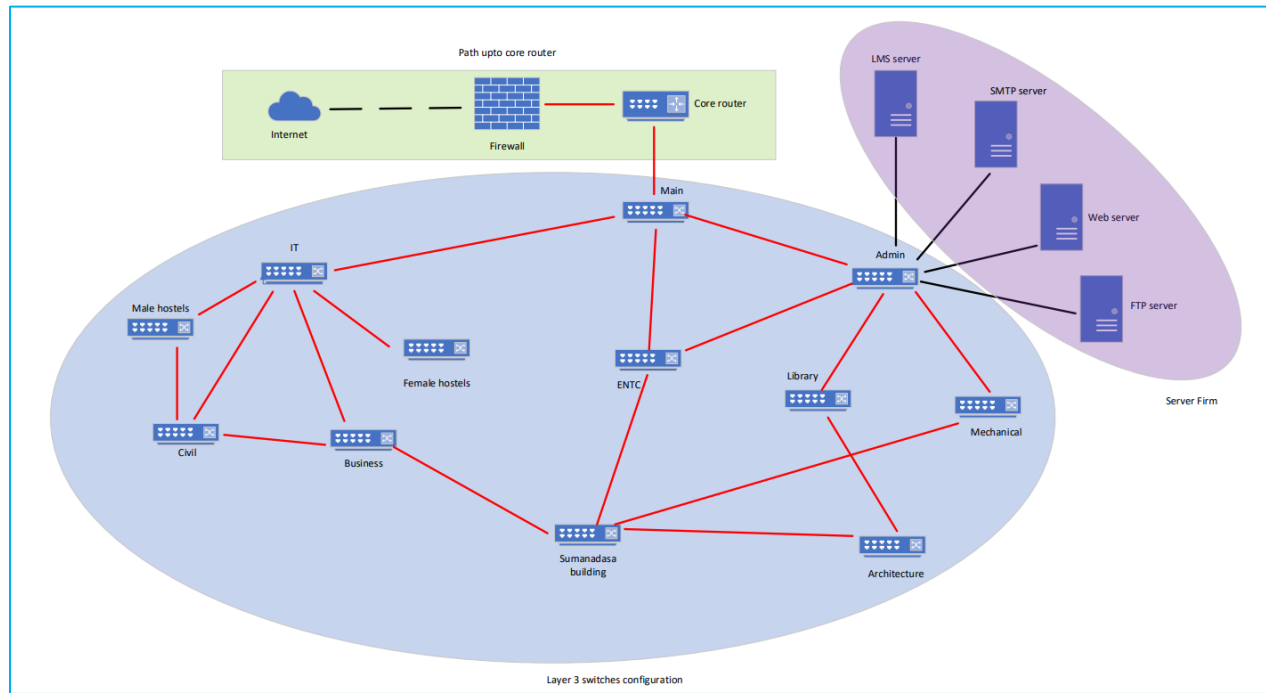 Path upto core router
LMS server
SMTP server
Core router
Internet
Firewall
Main
Web server
IT
Admin
Male hostels
FTP server
ENTC
Library
Female hostels
Server Firm
Mechanical
Civil
Business
Sumanadasa
building
Architecture
Layer 3 switches configuration